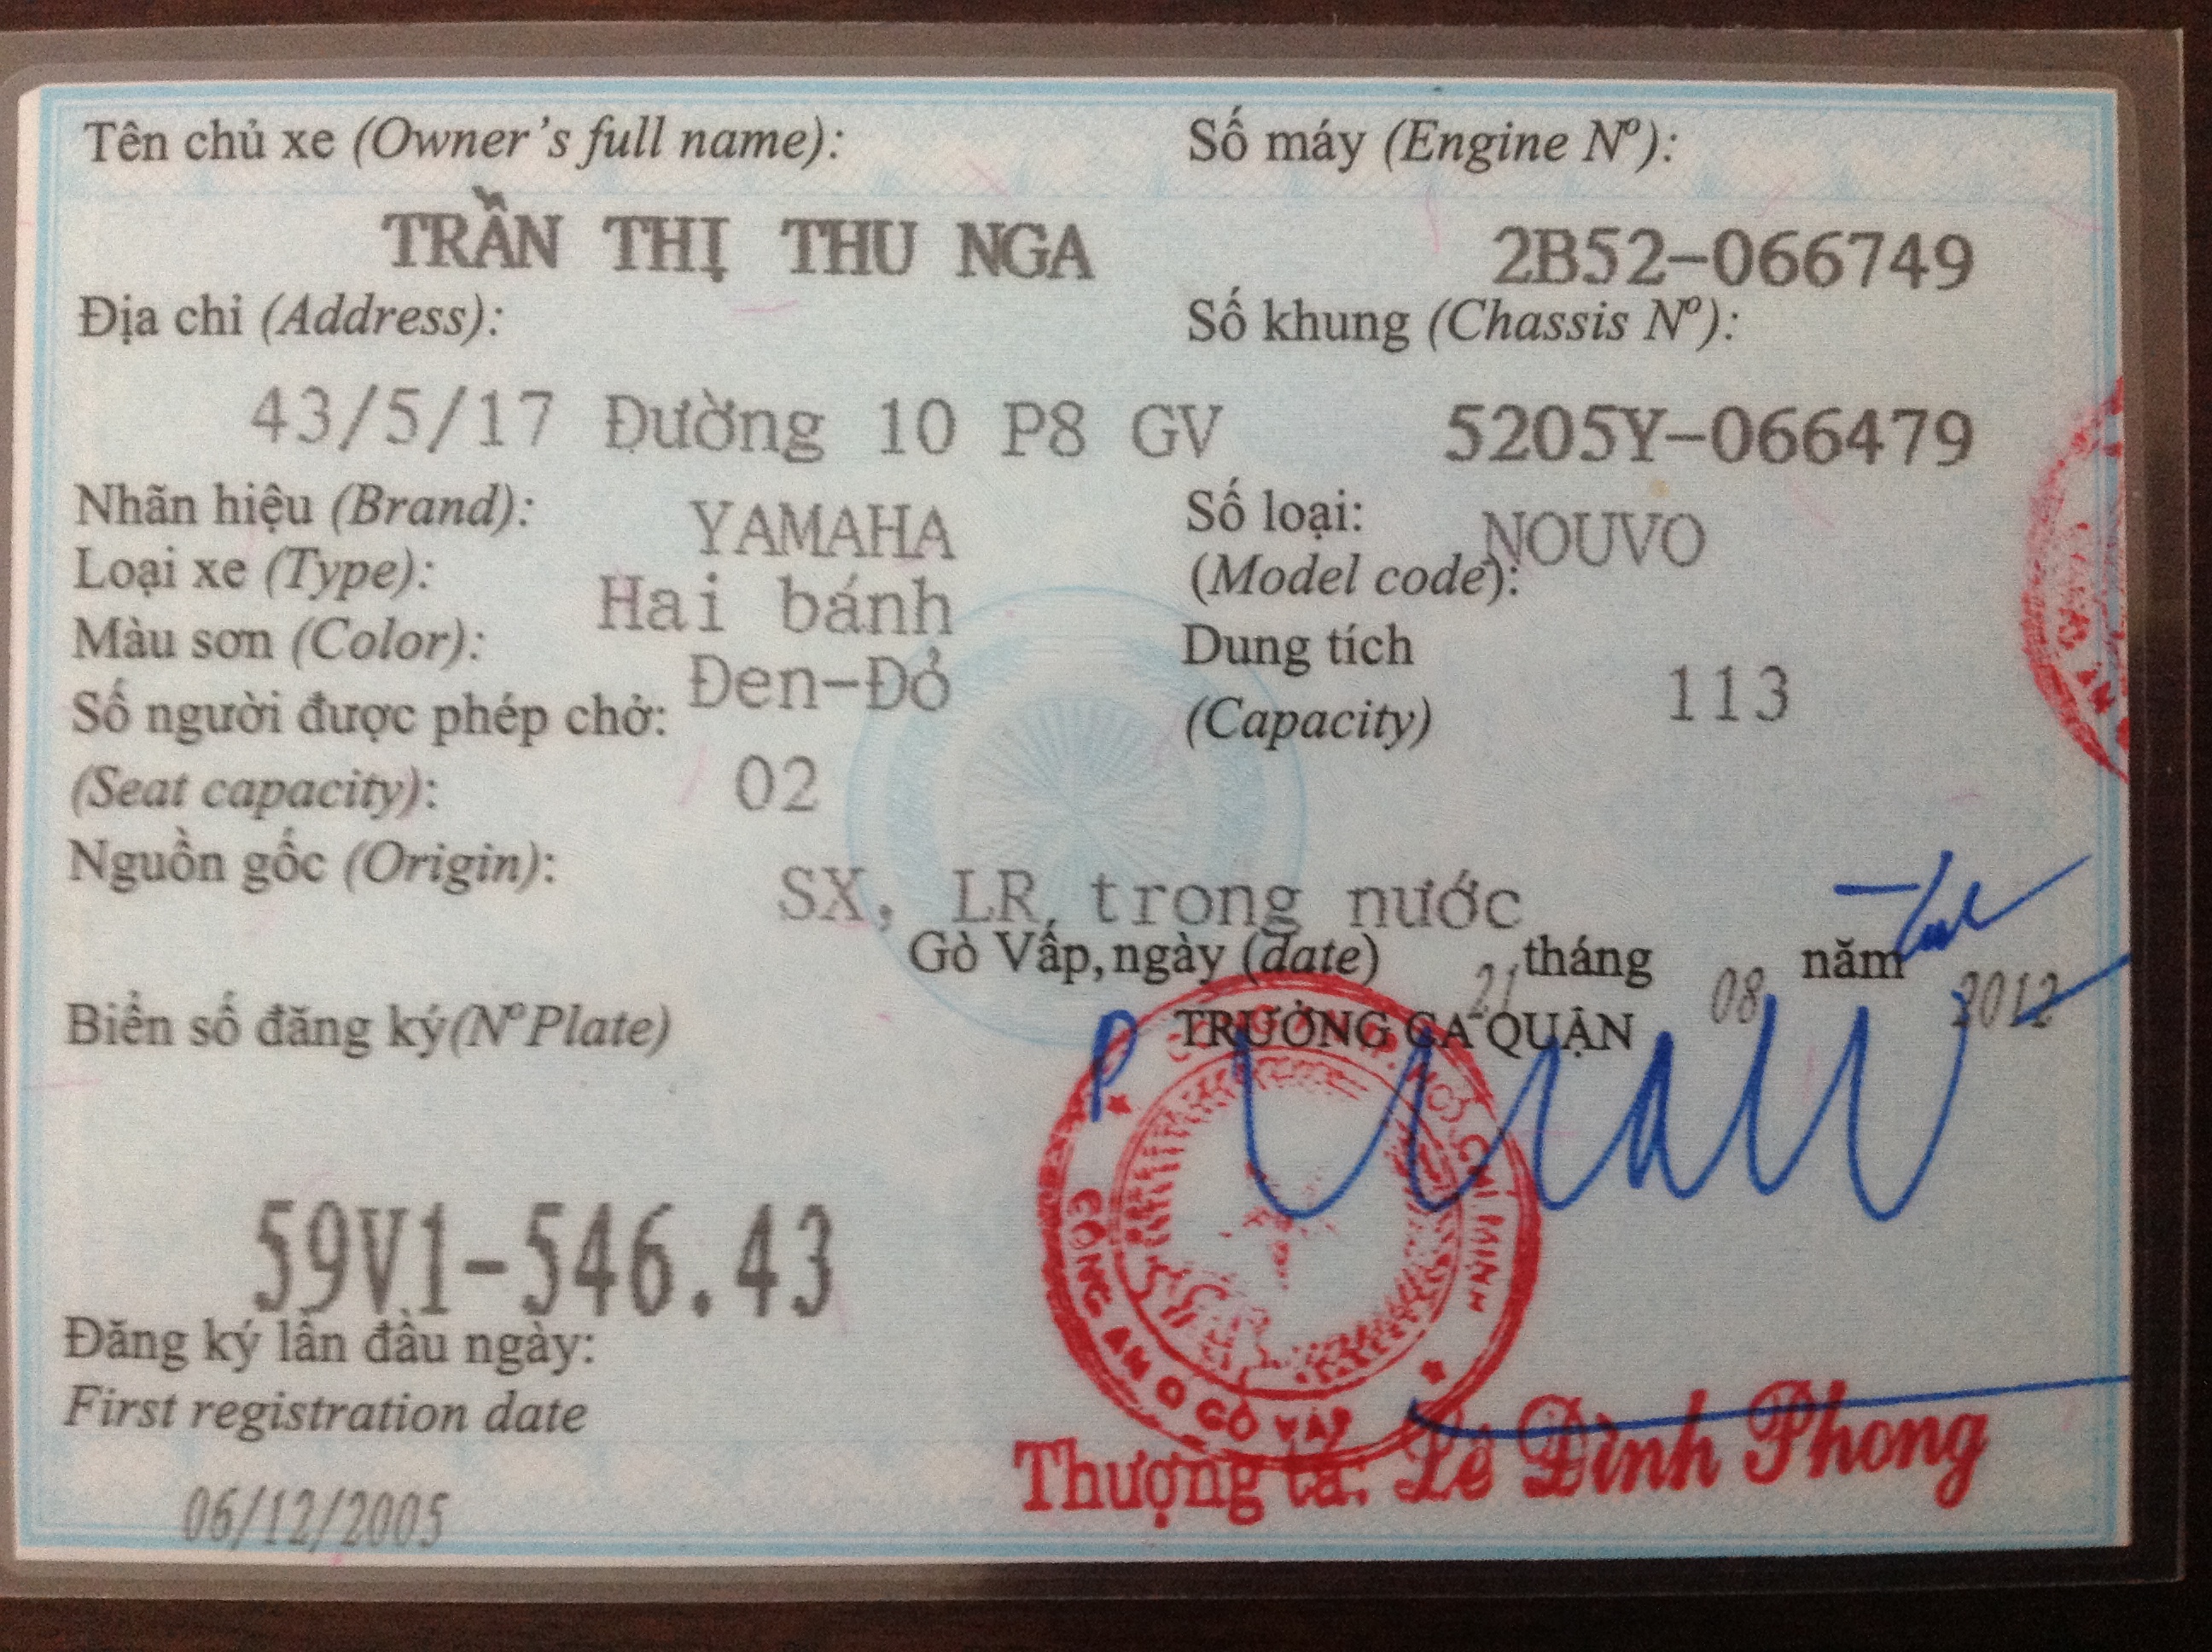 Tên chủ xe (Owner's full name):
TRẦN THỊ THU NGA
Số máy (Engine Nº):
2B52-066749
Địa chỉ (Address):
43/5/17 Đường 10 P8 GV
Số khung (Chassis Nº):
5205Y-066479
Nhãn hiệu (Brand): YAMAHA
Số loại: NOUVO
(Model code):
Loại xe (Type): Hai bánh
Màu sơn (Color): Đen-Đỏ
Dung tích
(Capacity) 113
Số người được phép chở:
(Seat capacity): 02
Nguồn gốc (Origin): SX, LR trong nước
Gò Vấp, ngày (date) 21 tháng 08 năm 2012
P TRƯỞNG CA QUẬN
Biển số đăng ký (Nº Plate)
59V1-546.43
Đăng ký lần đầu ngày:
First registration date
06/12/2005
CÔNG AN Q GÒ VẤP
Thượng tá: Lê Đình Phong